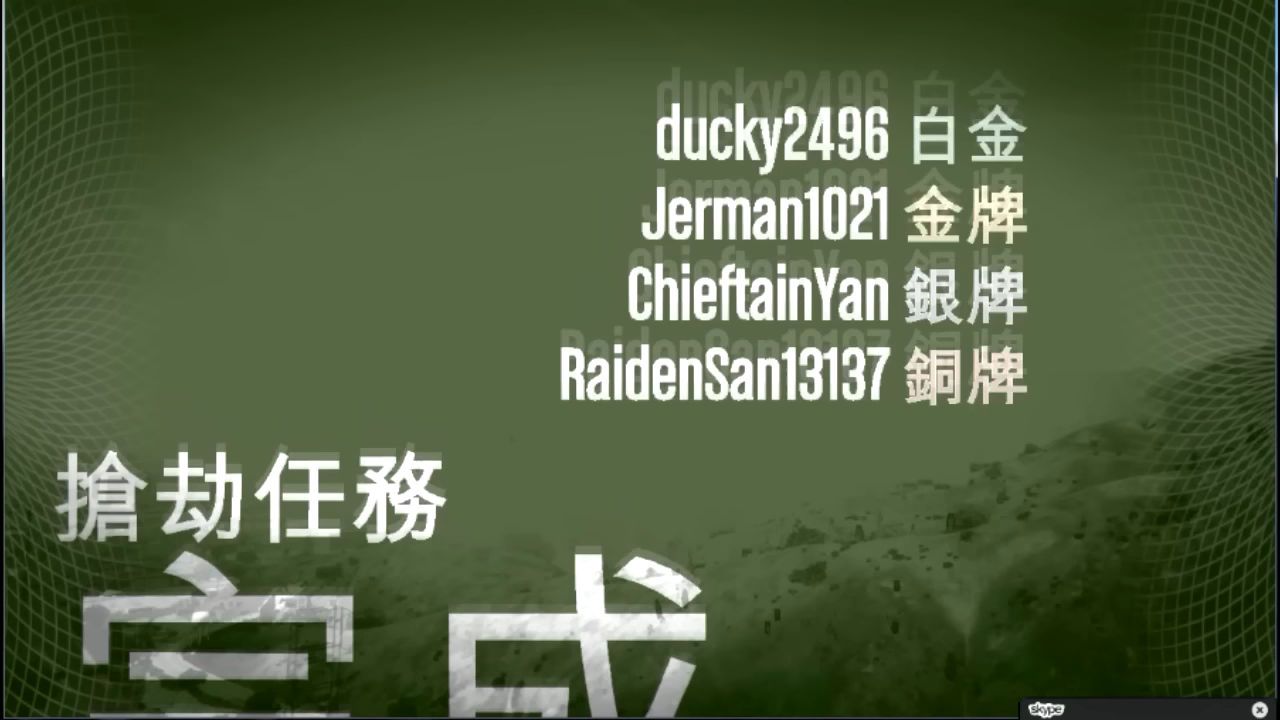 ducky2496 白金
Jerman1021 金牌
ChieftainYan 銀牌
RaidenSan13137 銅牌
搶劫任務
完成
skype